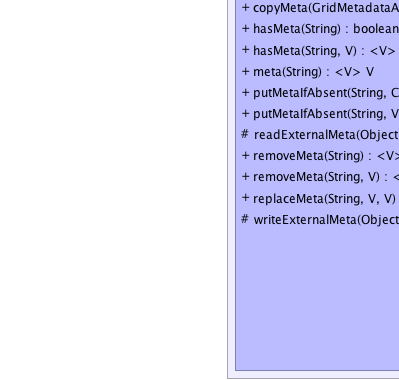 + copyMeta(GridMetadataA
+ hasMeta(String) : boolean
+ hasMeta(String, V) : <V>
+ meta(String) : <V> V
+ putMetaIfAbsent(String, C
+ putMetaIfAbsent(String, V
# readExternalMeta(Object
+ removeMeta(String) : <V>
+ removeMeta(String, V) : <
+ replaceMeta(String, V, V)
# writeExternalMeta(Object